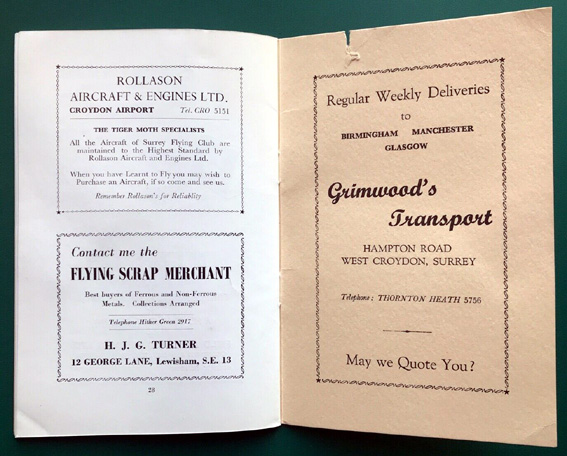 ROLLASON
AIRCRAFT & ENGINES LTD.
CROYDON AIRPORT Tel. CRO 5151
THE TIGER MOTH SPECIALISTS
All the Aircraft of Surrey Flying Club are
maintained to the Highest Standard by
Rollason Aircraft and Engines Ltd.
When you have Learnt to Fly you may wish to
Purchase an Aircraft, if so come and see us.
Remember Rollason's for Reliablity
Contact me the
FLYING SCRAP MERCHANT
Best buyers of Ferrous and Non-Ferrous
Metals. Collections Arranged
Telephone Hither Green 2917
H. J. G. TURNER
12 GEORGE LANE, Lewisham, S.E. 13
28
Regular Weekly Deliveries
to
BIRMINGHAM MANCHESTER
GLASGOW
Grimwood's
Transport
HAMPTON ROAD
WEST CROYDON, SURREY
Telephone: THORNTON HEATH 5756
May we Quote You?